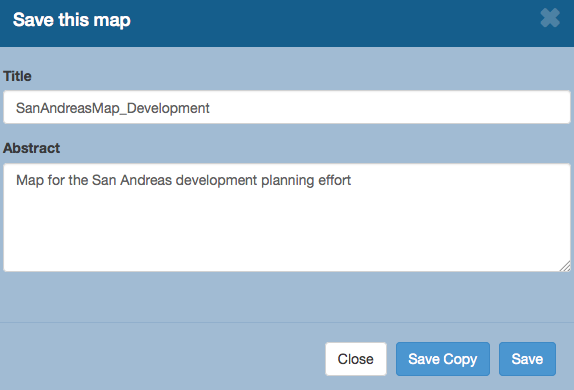 Save this map
Title
SanAndreasMap_Development
Abstract
Map for the San Andreas development planning effort
Close
Save Copy
Save